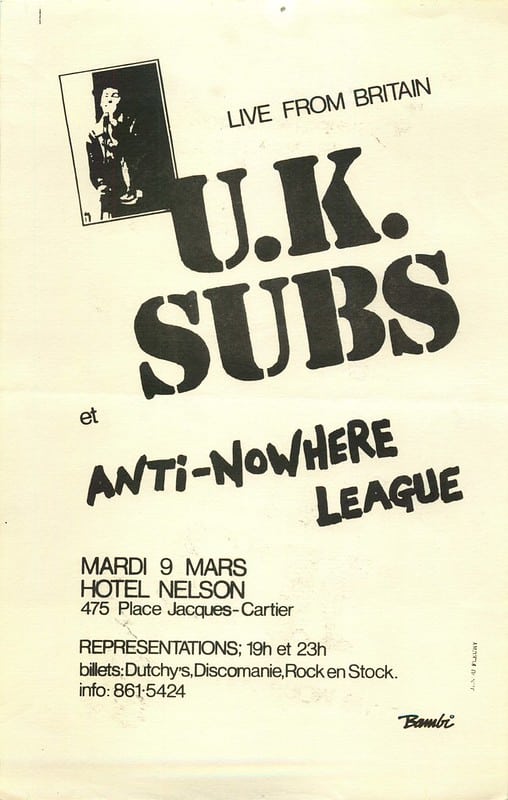 LIVE FROM BRITAIN
U.K.
SUBS
et
ANTI-NOWHERE
LEAGUE
MARDI 9 MARS
HOTEL NELSON
475 Place Jacques-Cartier
REPRESENTATIONS; 19h et 23h
billets: Dutchy's, Discomanie, Rock en Stock.
info: 861-5424
Bambi